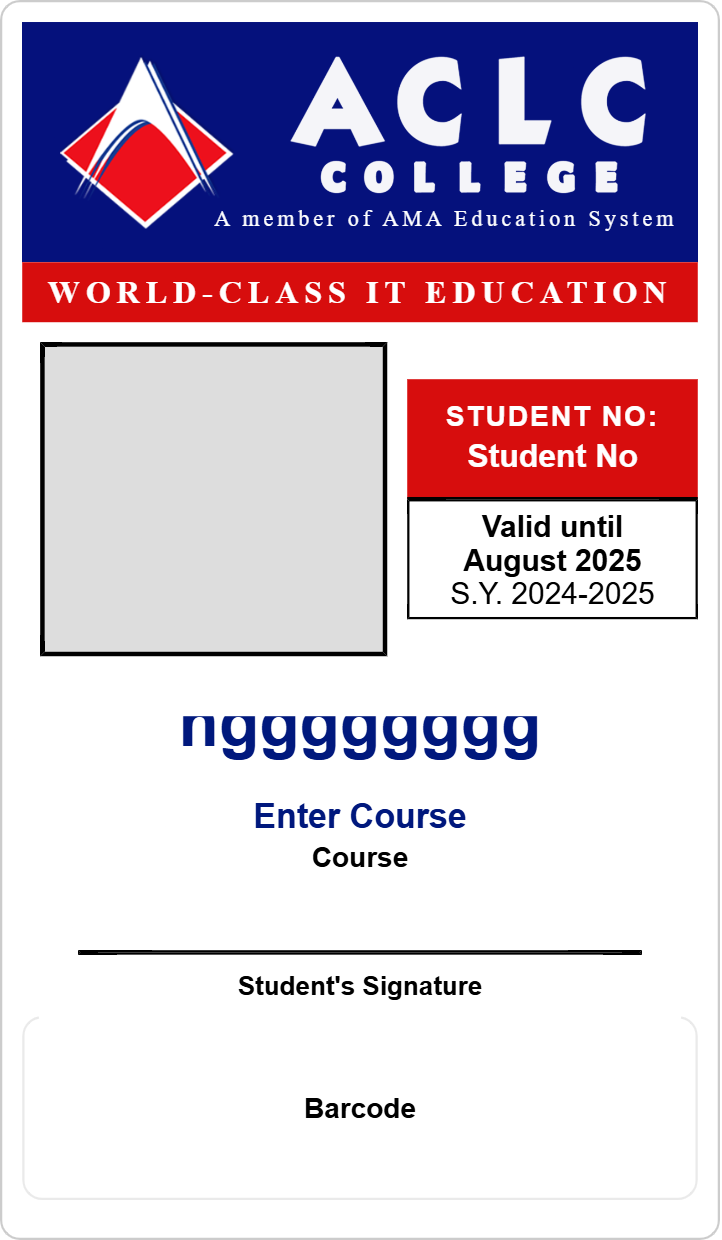 ACLC
COLLEGE
A member of AMA Education System
WORLD-CLASS IT EDUCATION
STUDENT NO:
Student No
Valid until
August 2025
S.Y. 2024-2025
nggggggggg
Enter Course
Course
Student's Signature
Barcode